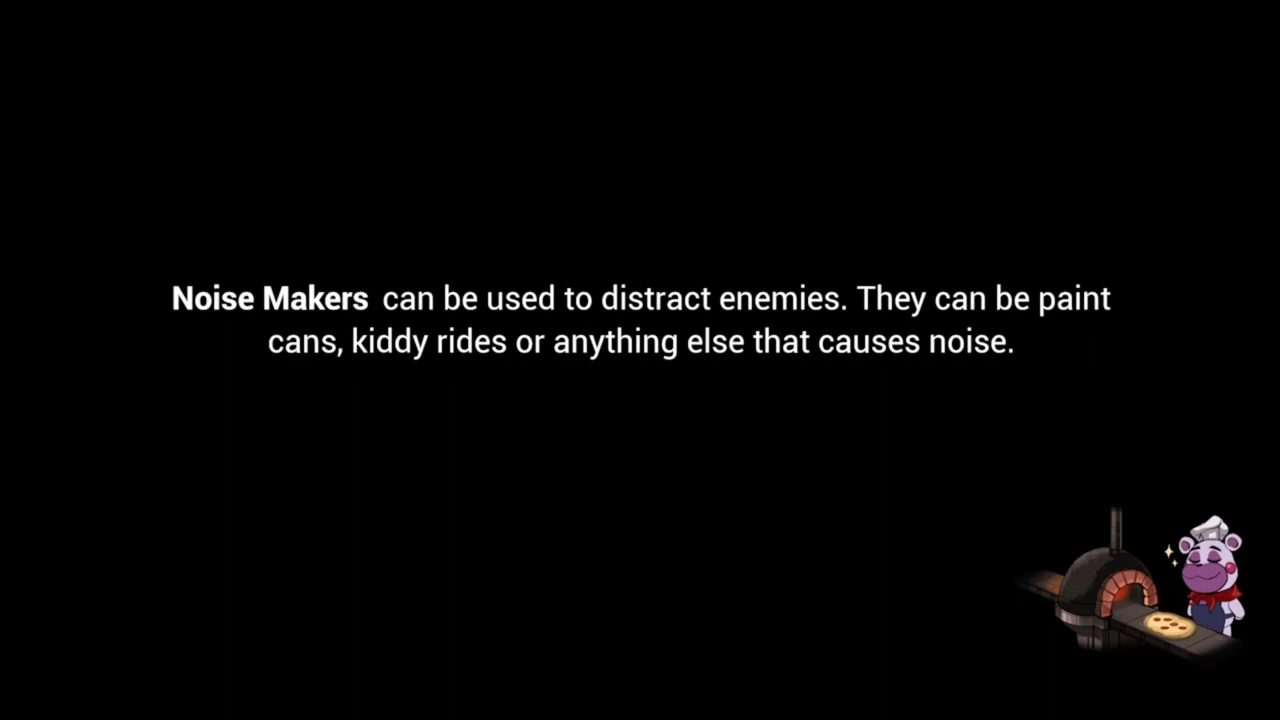 Noise Makers can be used to distract enemies. They can be paint
cans, kiddy rides or anything else that causes noise.